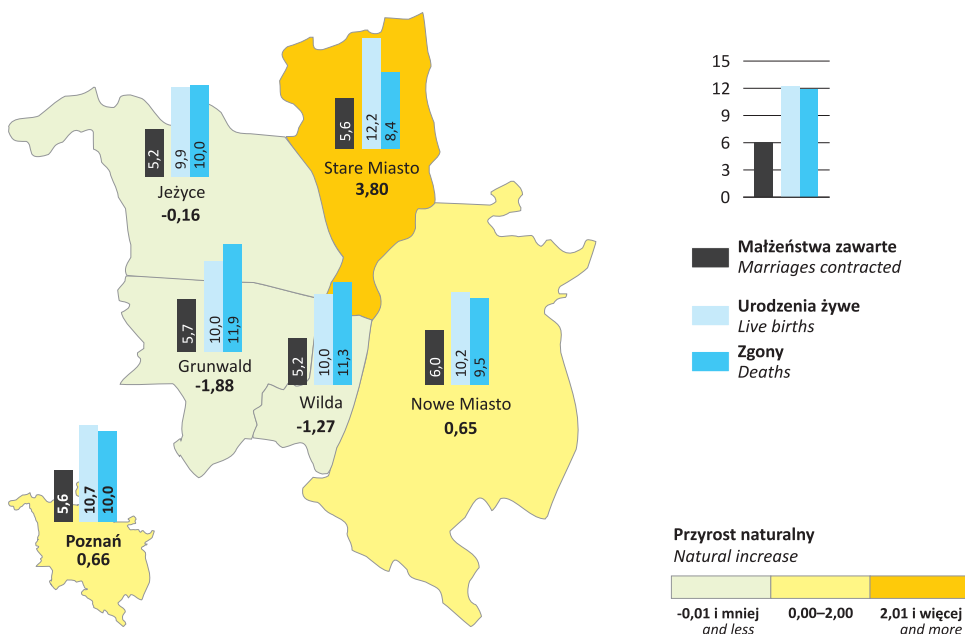 5,2
9,9
10,0
Jeżyce
-0,16
5,6
12,2
8,4
Stare Miasto
3,80
5,7
10,0
11,9
Grunwald
-1,88
5,2
10,0
11,3
Wilda
-1,27
6,0
10,2
9,5
Nowe Miasto
0,65
5,6
10,7
10,0
Poznań
0,66
15
12
9
6
3
0
Małżeństwa zawarte
Marriages contracted
Urodzenia żywe
Live births
Zgony
Deaths
Przyrost naturalny
Natural increase
-0,01 i mniej
and less
0,00–2,00
2,01 i więcej
and more